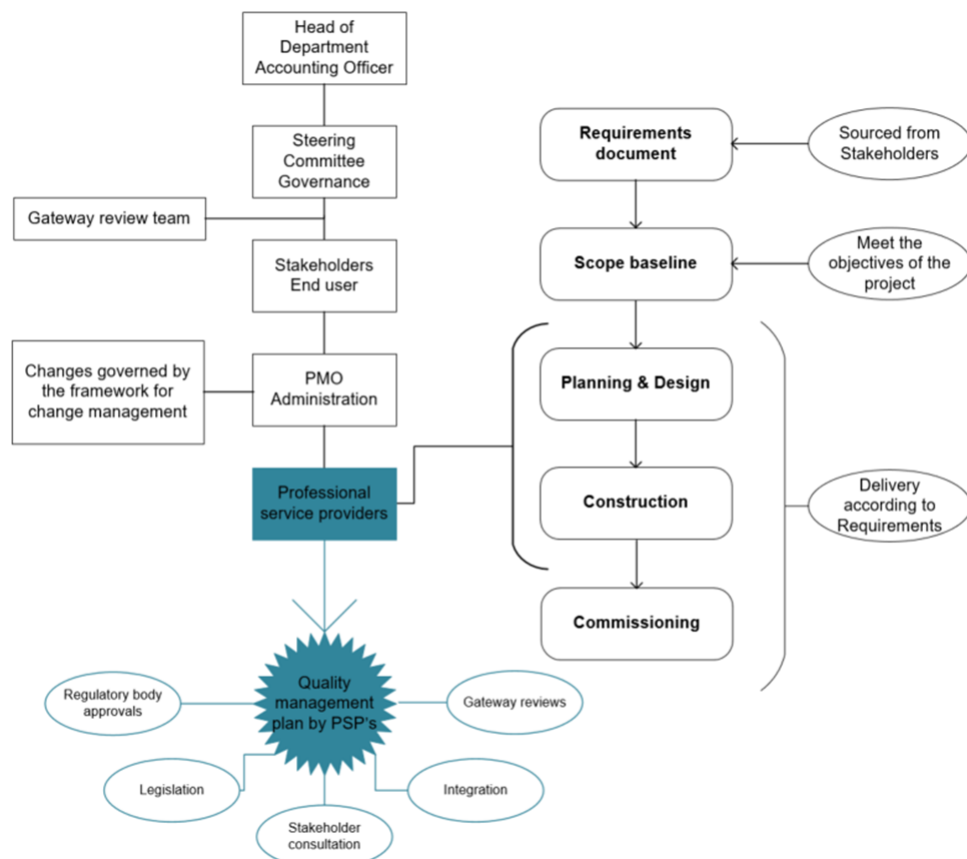 Head of
Department
Accounting Officer
Steering
Committee
Governance
Gateway review team
Stakeholders
End user
Changes governed by
the framework for
change management
PMO
Administration
Professional
service providers
Quality
management
plan by PSP's
Regulatory body
approvals
Gateway reviews
Legislation
Integration
Stakeholder
consultation
Requirements
document
Sourced from
Stakeholders
Scope baseline
Meet the
objectives of the
project
Planning & Design
Construction
Delivery
according to
Requirements
Commissioning